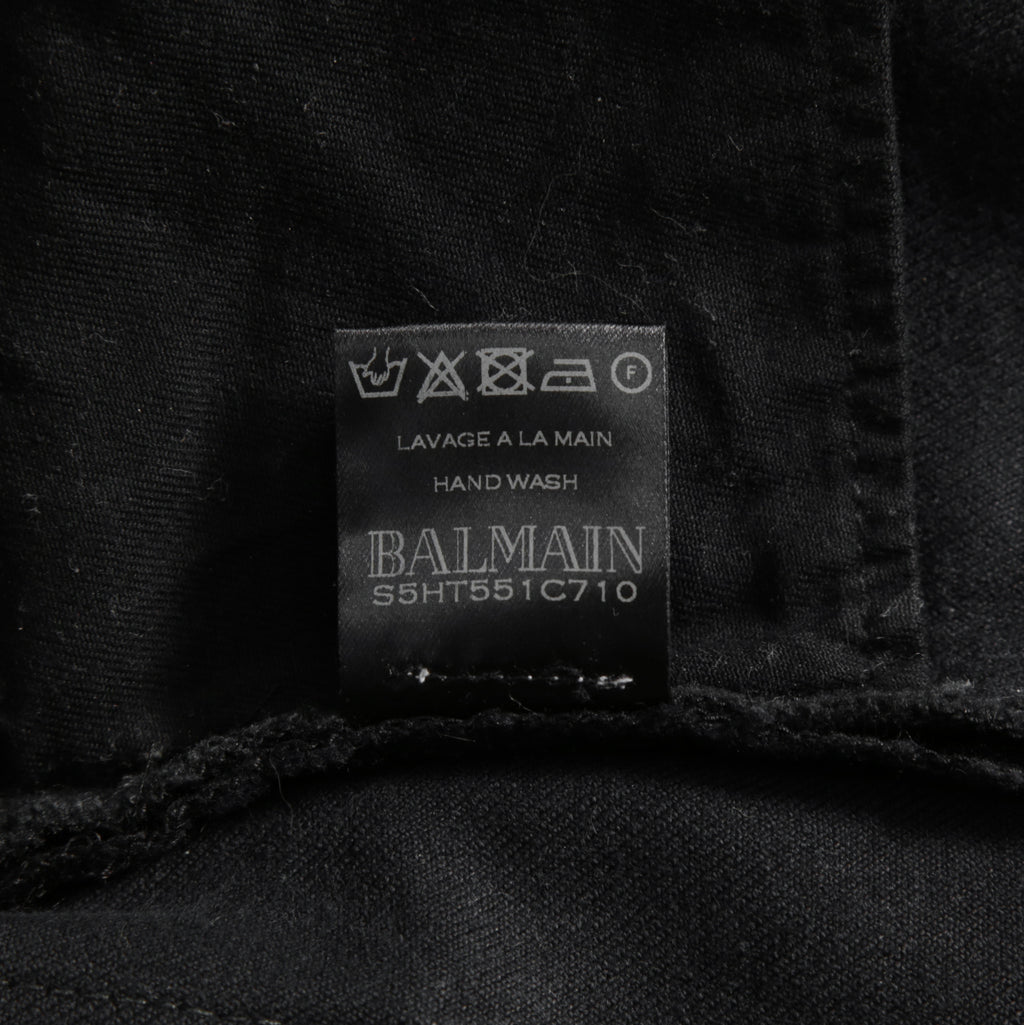 F
LAVAGE A LA MAIN
HAND WASH
BALMAIN
S5HT551C710